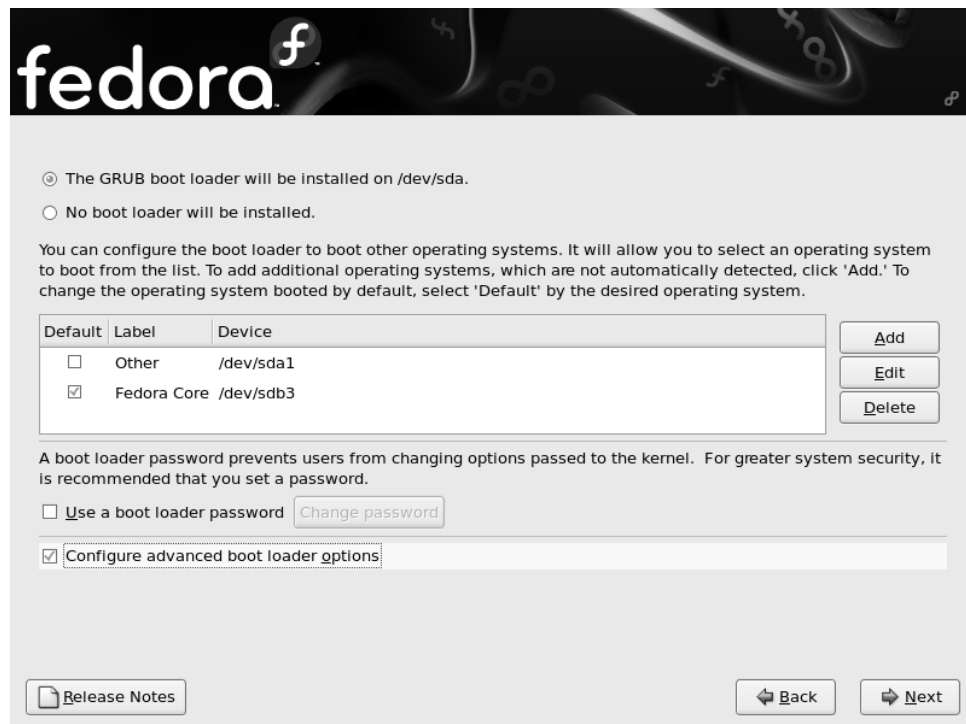 fedora
The GRUB boot loader will be installed on /dev/sda.
No boot loader will be installed.
You can configure the boot loader to boot other operating systems. It will allow you to select an operating system
to boot from the list. To add additional operating systems, which are not automatically detected, click 'Add.' To
change the operating system booted by default, select 'Default' by the desired operating system.
Default Label Device
Other /dev/sda1
Fedora Core /dev/sdb3
Add
Edit
Delete
A boot loader password prevents users from changing options passed to the kernel.  For greater system security, it
is recommended that you set a password.
Use a boot loader password Change password
Configure advanced boot loader options
Release Notes Back Next